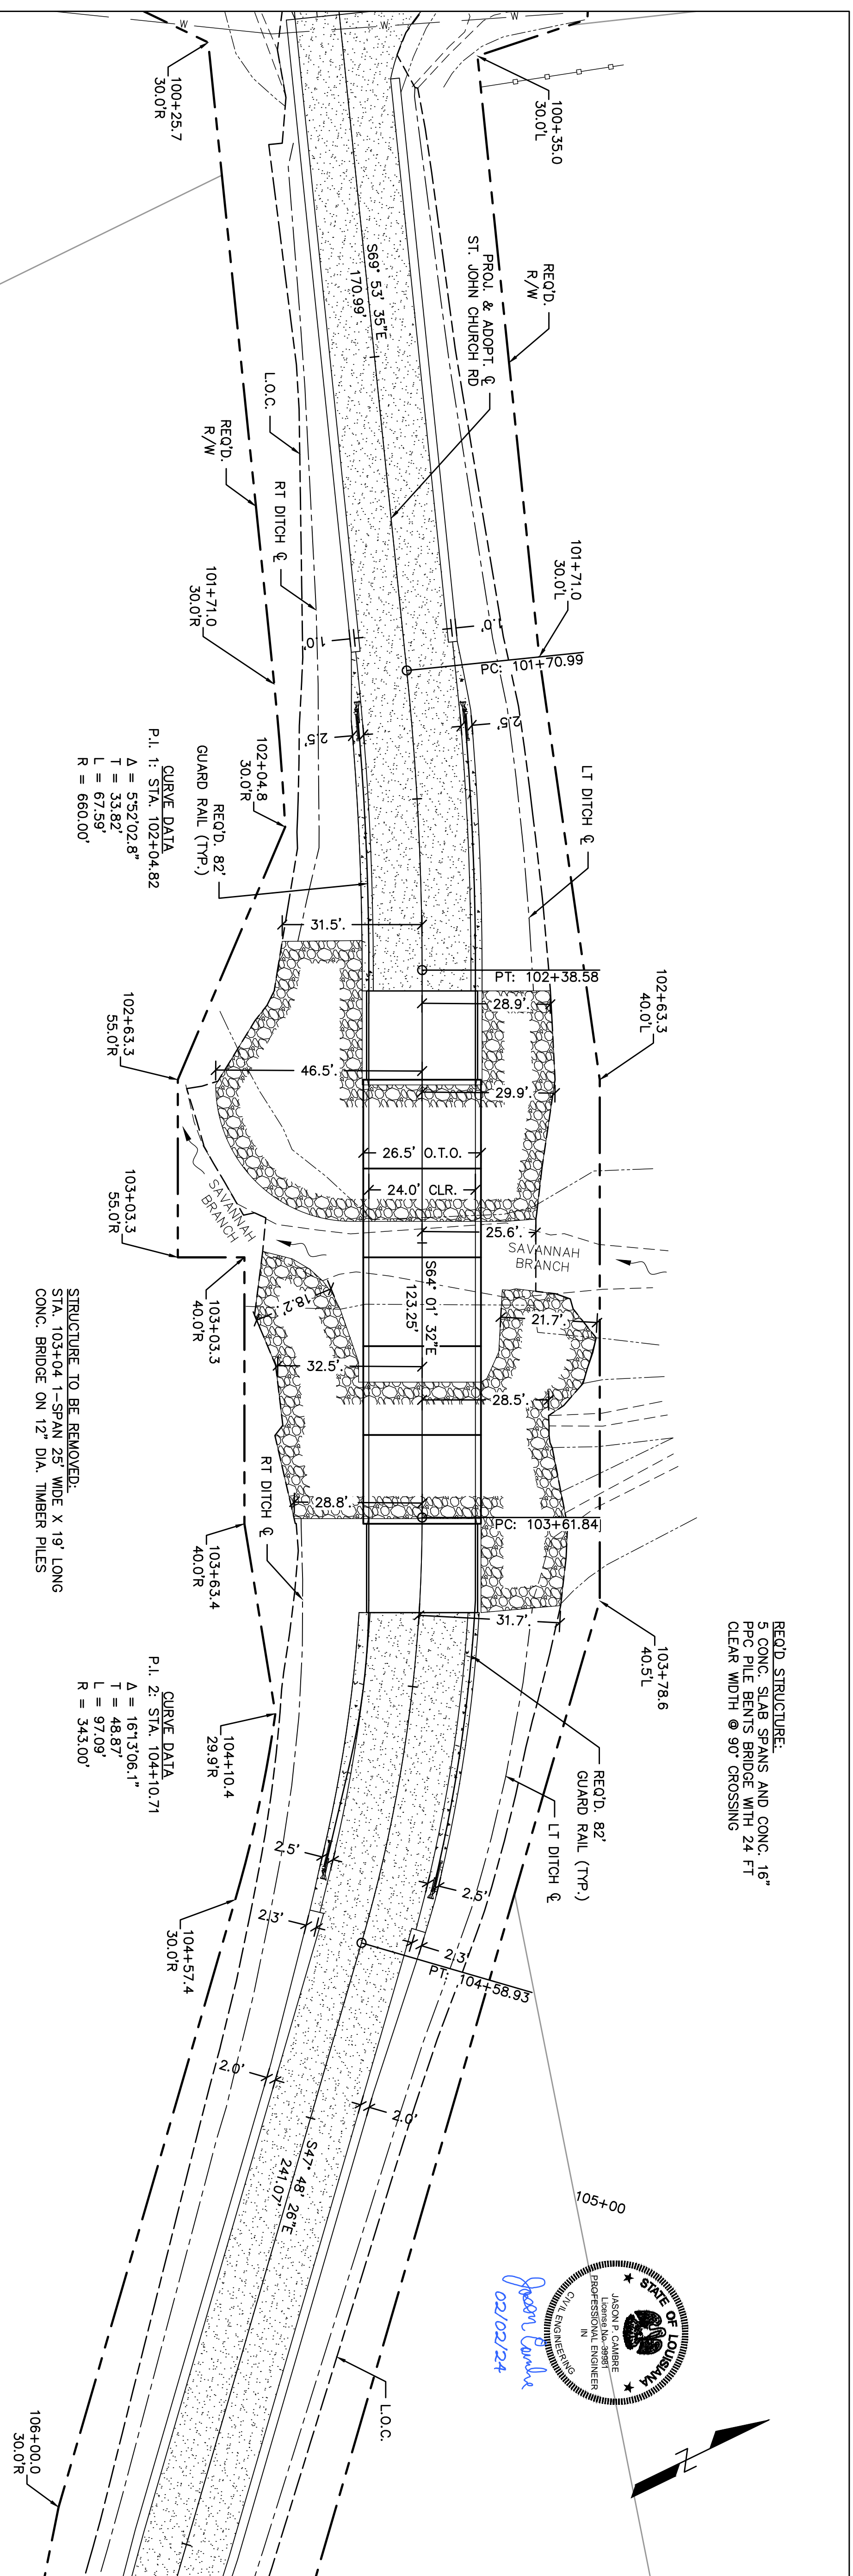 W
W
W
100+25.7
30.0'R
100+35.0
30.0'L
REQ'D.
R/W
PROJ. & ADOPT. ℄
ST. JOHN CHURCH RD
S69° 53' 35"E
170.99'
L.O.C.
RT DITCH ℄
REQ'D.
R/W
101+71.0
30.0'R
101+71.0
30.0'L
1.0'
1.0'
PC: 101+70.99
2.5'
2.5'
102+04.8
30.0'R
REQ'D. 82'
GUARD RAIL (TYP.)
LT DITCH ℄
CURVE DATA
P.I. 1: STA. 102+04.82
Δ = 5°52'02.8"
T = 33.82'
L = 67.59'
R = 660.00'
31.5'
PT: 102+38.58
28.9'
102+63.3
40.0'L
102+63.3
55.0'R
46.5'
29.9'
26.5' O.T.O.
24.0' CLR.
25.6'
SAVANNAH
BRANCH
SAVANNAH
BRANCH
103+03.3
55.0'R
103+03.3
40.0'R
S64° 01' 32"E
123.25'
18.2'
21.7'
32.5'
28.5'
STRUCTURE TO BE REMOVED:
STA. 103+04 1-SPAN 25' WIDE X 19' LONG
CONC. BRIDGE ON 12" DIA. TIMBER PILES
RT DITCH ℄
28.8'
PC: 103+61.84
103+63.4
40.0'R
31.7'
103+78.6
40.5'L
REQ'D STRUCTURE:
5 CONC. SLAB SPANS AND CONC. 16"
PPC PILE BENTS BRIDGE WITH 24 FT
CLEAR WIDTH @ 90° CROSSING
CURVE DATA
P.I. 2: STA. 104+10.71
Δ = 16°13'06.1"
T = 48.87'
L = 97.09'
R = 343.00'
104+10.4
29.9'R
REQ'D. 82'
GUARD RAIL (TYP.)
LT DITCH ℄
2.5'
2.5'
2.3'
2.3'
104+57.4
30.0'R
PT: 104+58.93
2.0'
2.0'
S47° 48' 26"E
241.07'
105+00
STATE OF LOUISIANA
JASON P. CAMBRE
License No. 39981
PROFESSIONAL ENGINEER
IN
CIVIL ENGINEERING
Jason P Cambre
02/02/24
L.O.C.
106+00.0
30.0'R